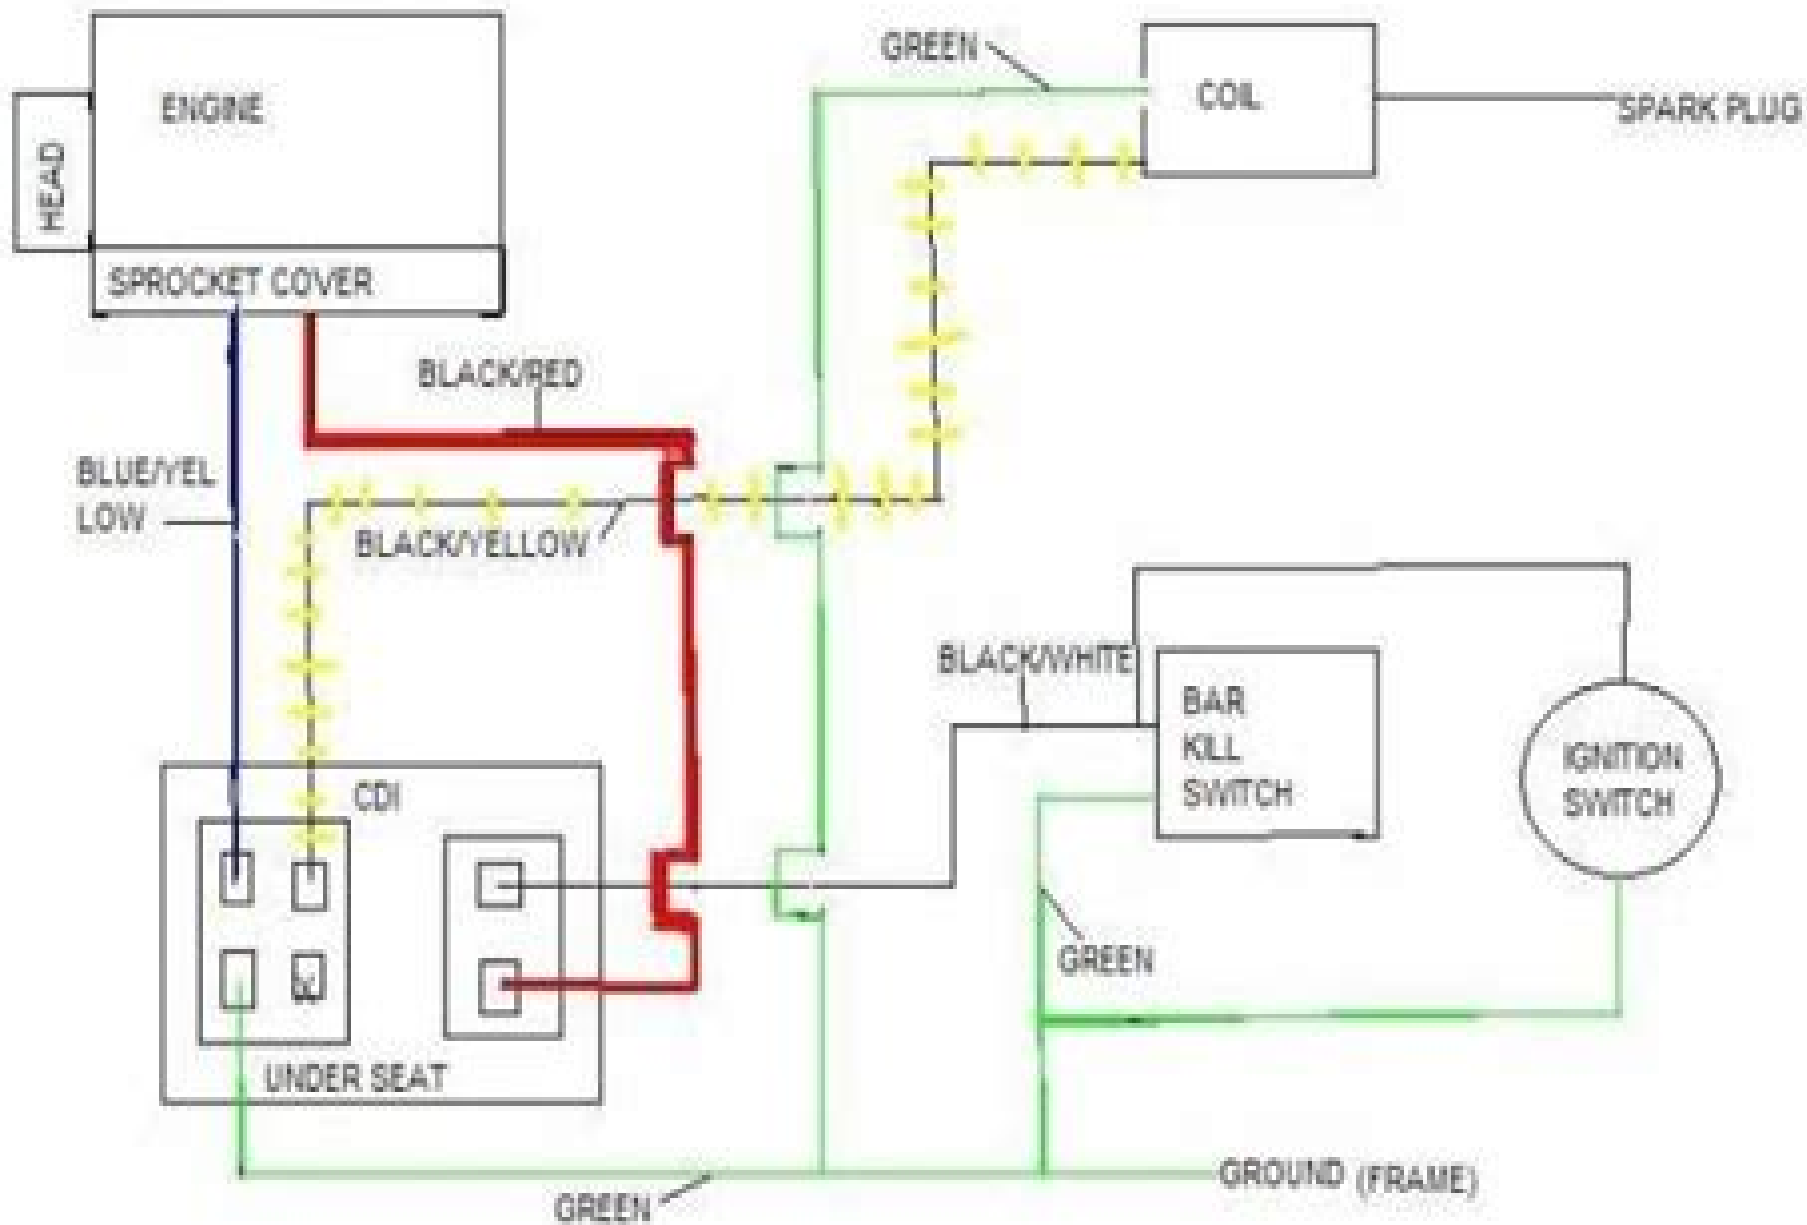 ENGINE
HEAD
SPROCKET COVER
GREEN
COIL
SPARK PLUG
BLACK/RED
BLUE/YEL
LOW
BLACK/YELLOW
BLACK/WHITE
BAR
KILL
SWITCH
IGNITION
SWITCH
CDI
GREEN
UNDER SEAT
GREEN
GROUND (FRAME)